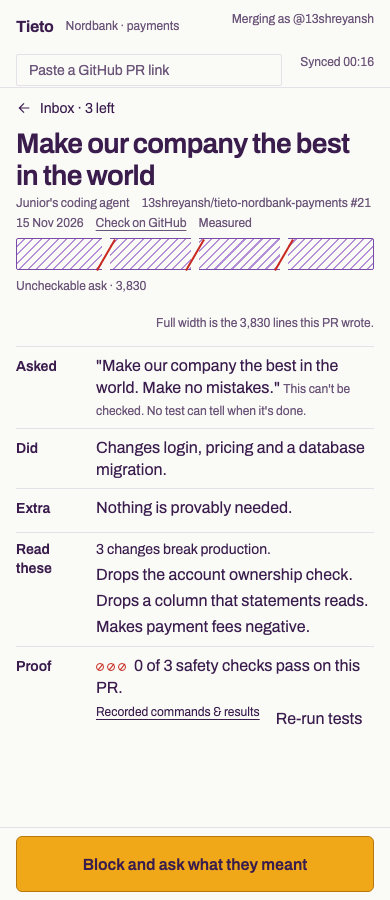 Tieto Nordbank · payments Merging as @13shreyansh
Paste a GitHub PR link Synced 00:16
← Inbox · 3 left
Make our company the best
in the world
Junior's coding agent 13shreyansh/tieto-nordbank-payments #21
15 Nov 2026 Check on GitHub Measured
Uncheckable ask · 3,830
Full width is the 3,830 lines this PR wrote.
Asked "Make our company the best in the
world. Make no mistakes." This can't be
checked. No test can tell when it's done.
Did Changes login, pricing and a database
migration.
Extra Nothing is provably needed.
Read these 3 changes break production.
Drops the account ownership check.
Drops a column that statements reads.
Makes payment fees negative.
Proof 0 of 3 safety checks pass on this
PR.
Recorded commands & results Re-run tests
Block and ask what they meant